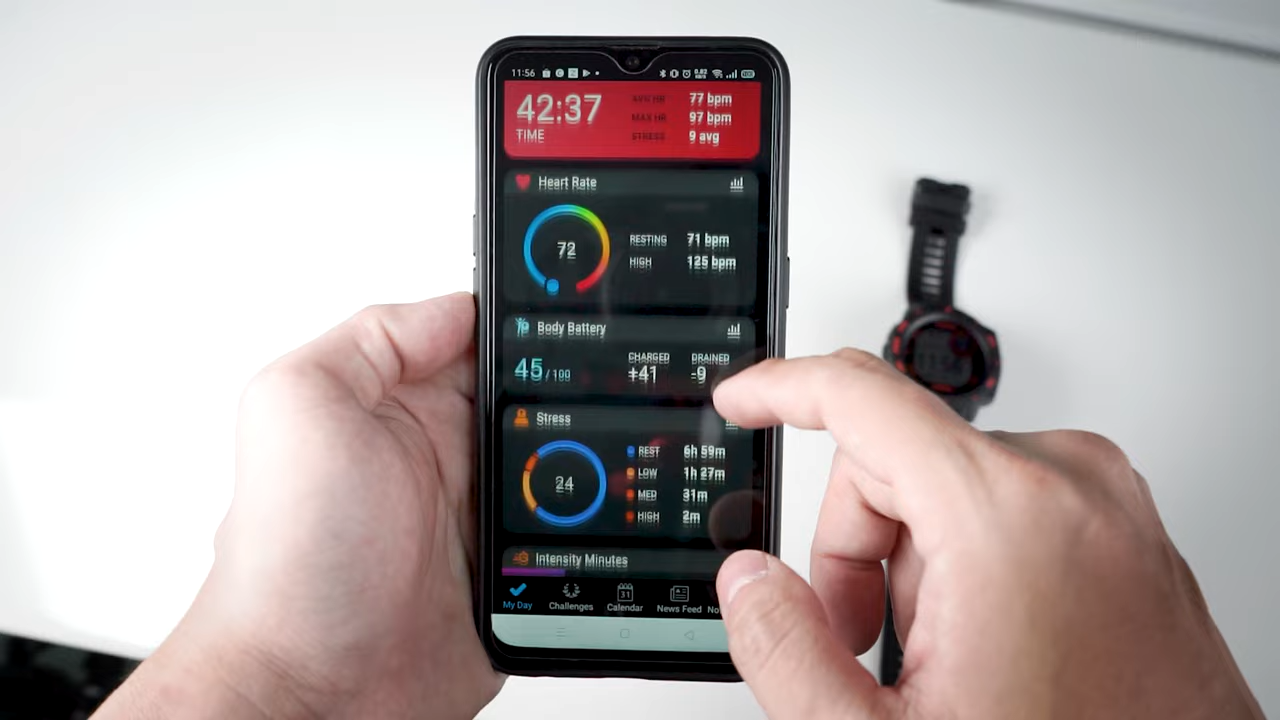 11:56
42:37
TIME
AVG HR 77 bpm
MAX HR 97 bpm
STRESS 9 avg
Heart Rate
72
RESTING 71 bpm
HIGH 125 bpm
Body Battery
45 / 100
CHARGED +41
DRAINED -9
Stress
24
REST 6h 59m
LOW 1h 27m
MED 31m
HIGH 2m
Intensity Minutes
My Day
Challenges
31
Calendar
News Feed
11:56